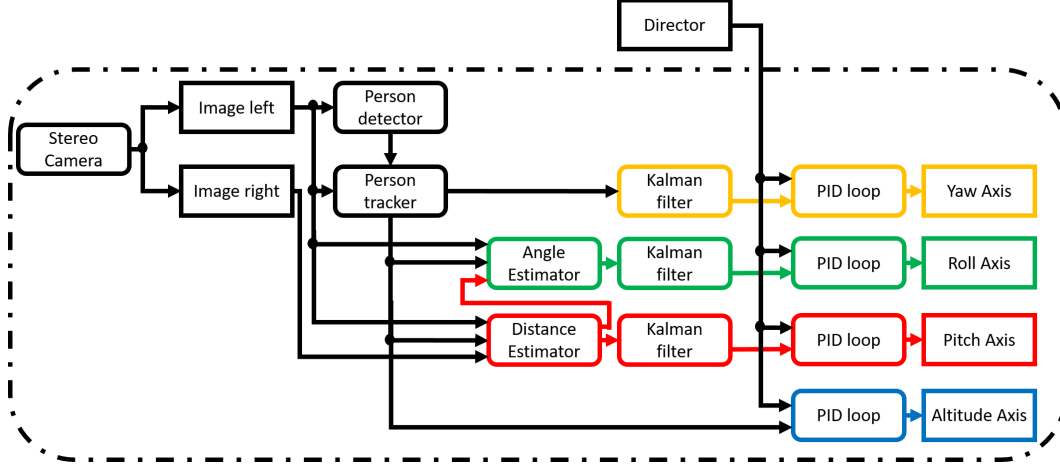 Director
Stereo
Camera
Image left
Image right
Person
detector
Person
tracker
Kalman
filter
PID loop
Yaw Axis
Angle
Estimator
Kalman
filter
PID loop
Roll Axis
Distance
Estimator
Kalman
filter
PID loop
Pitch Axis
PID loop
Altitude Axis